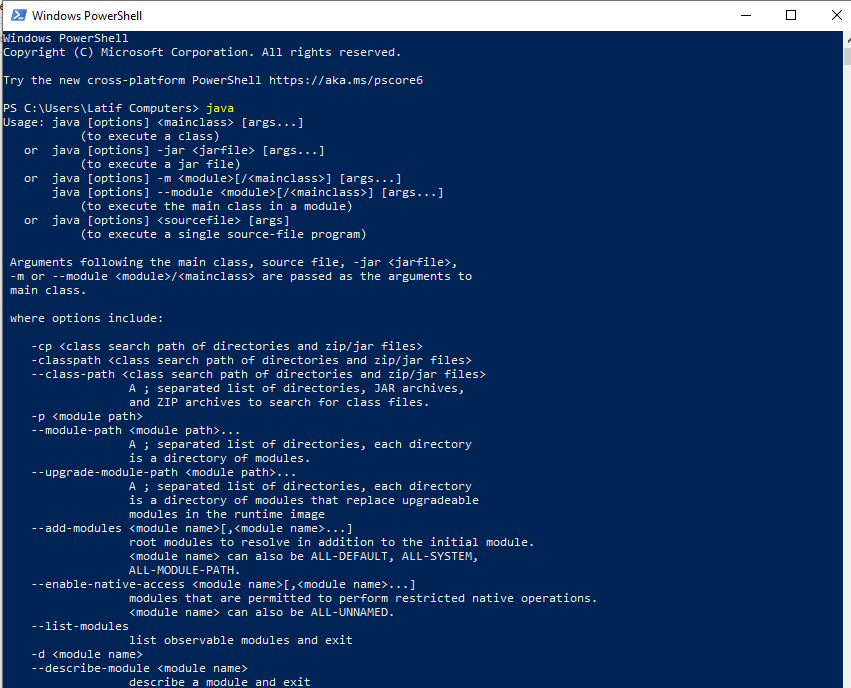 Windows PowerShell
Windows PowerShell
Copyright (C) Microsoft Corporation. All rights reserved.
Try the new cross-platform PowerShell https://aka.ms/pscore6
PS C:\Users\Latif Computers> java
Usage: java [options] <mainclass> [args...]
(to execute a class)
or java [options] -jar <jarfile> [args...]
(to execute a jar file)
or java [options] -m <module>[/<mainclass>] [args...]
java [options] --module <module>[/<mainclass>] [args...]
(to execute the main class in a module)
or java [options] <sourcefile> [args]
(to execute a single source-file program)
Arguments following the main class, source file, -jar <jarfile>,
-m or --module <module>/<mainclass> are passed as the arguments to
main class.
where options include:
-cp <class search path of directories and zip/jar files>
-classpath <class search path of directories and zip/jar files>
--class-path <class search path of directories and zip/jar files>
A ; separated list of directories, JAR archives,
and ZIP archives to search for class files.
-p <module path>
--module-path <module path>...
A ; separated list of directories, each directory
is a directory of modules.
--upgrade-module-path <module path>...
A ; separated list of directories, each directory
is a directory of modules that replace upgradeable
modules in the runtime image
--add-modules <module name>[,<module name>...]
root modules to resolve in addition to the initial module.
<module name> can also be ALL-DEFAULT, ALL-SYSTEM,
ALL-MODULE-PATH.
--enable-native-access <module name>[,<module name>...]
modules that are permitted to perform restricted native operations.
<module name> can also be ALL-UNNAMED.
--list-modules
list observable modules and exit
-d <module name>
--describe-module <module name>
describe a module and exit